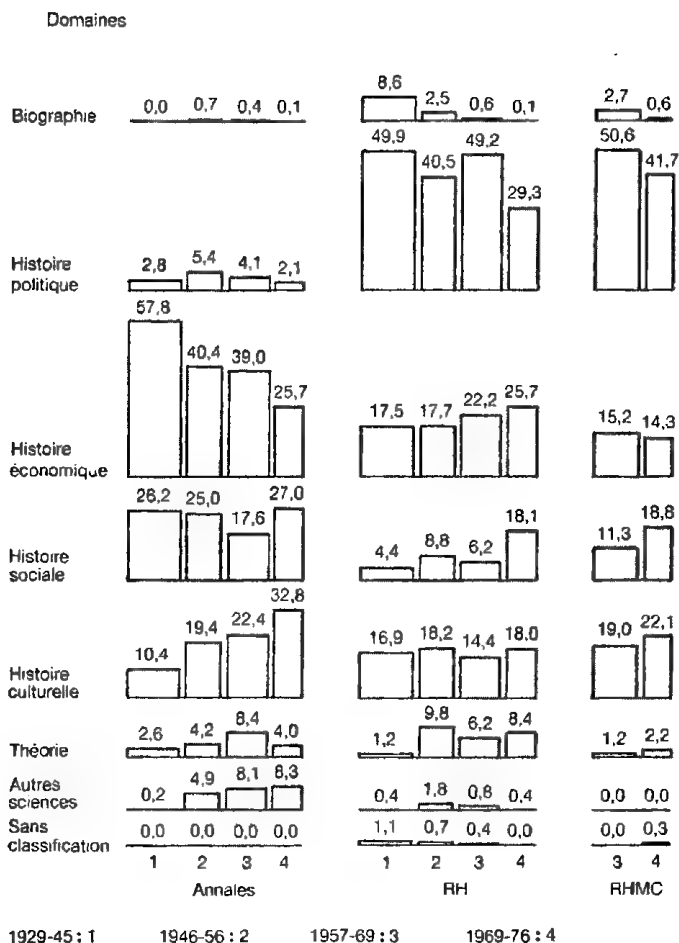 Domaines
Biographie
0,0 0,7 0,4 0,1
8,6 2,5 0,6 0,1
2,7 0,6
Histoire
politique
2,8 5,4 4,1 2,1
49,9 40,5 49,2 29,3
50,6 41,7
Histoire
économique
57,8 40,4 39,0 25,7
17,5 17,7 22,2 25,7
15,2 14,3
Histoire
sociale
26,2 25,0 17,6 27,0
4,4 8,8 6,2 18,1
11,3 18,8
Histoire
culturelle
10,4 19,4 22,4 32,8
16,9 18,2 14,4 18.0
19,0 22,1
Théorie
2,6 4,2 8,4 4,0
1,2 9,8 6,2 8,4
1,2 2,2
Autres
sciences
0,2 4,9 8,1 8,3
0,4 1,8 0,8 0,4
0,0 0,0
Sans
classification
0,0 0,0 0,0 0,0
1,1 0,7 0,4 0,0
0,0 0,3
1 2 3 4
1 2 3 4
3 4
Annales RH RHMC
1929-45 : 1 1946-56 : 2 1957-69 : 3 1969-76 : 4